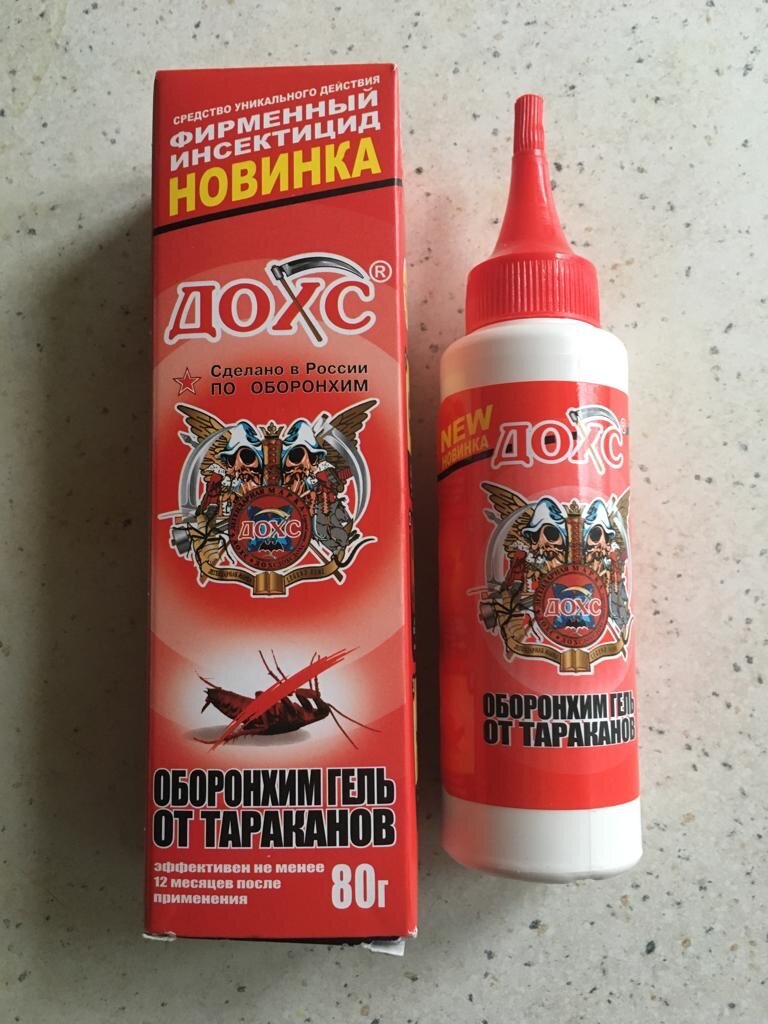 СРЕДСТВО УНИКАЛЬНОГО ДЕЙСТВИЯ
ФИРМЕННЫЙ
ИНСЕКТИЦИД
НОВИНКА
ДОХС®
Сделано в России
ПО ОБОРОНХИМ
ДОХС
ОБОРОНХИМ ГЕЛЬ
ОТ ТАРАКАНОВ
эффективен не менее
12 месяцев после
применения
80г
NEW
НОВИНКА
ДОХС®
ДОХС
ОБОРОНХИМ ГЕЛЬ
ОТ ТАРАКАНОВ